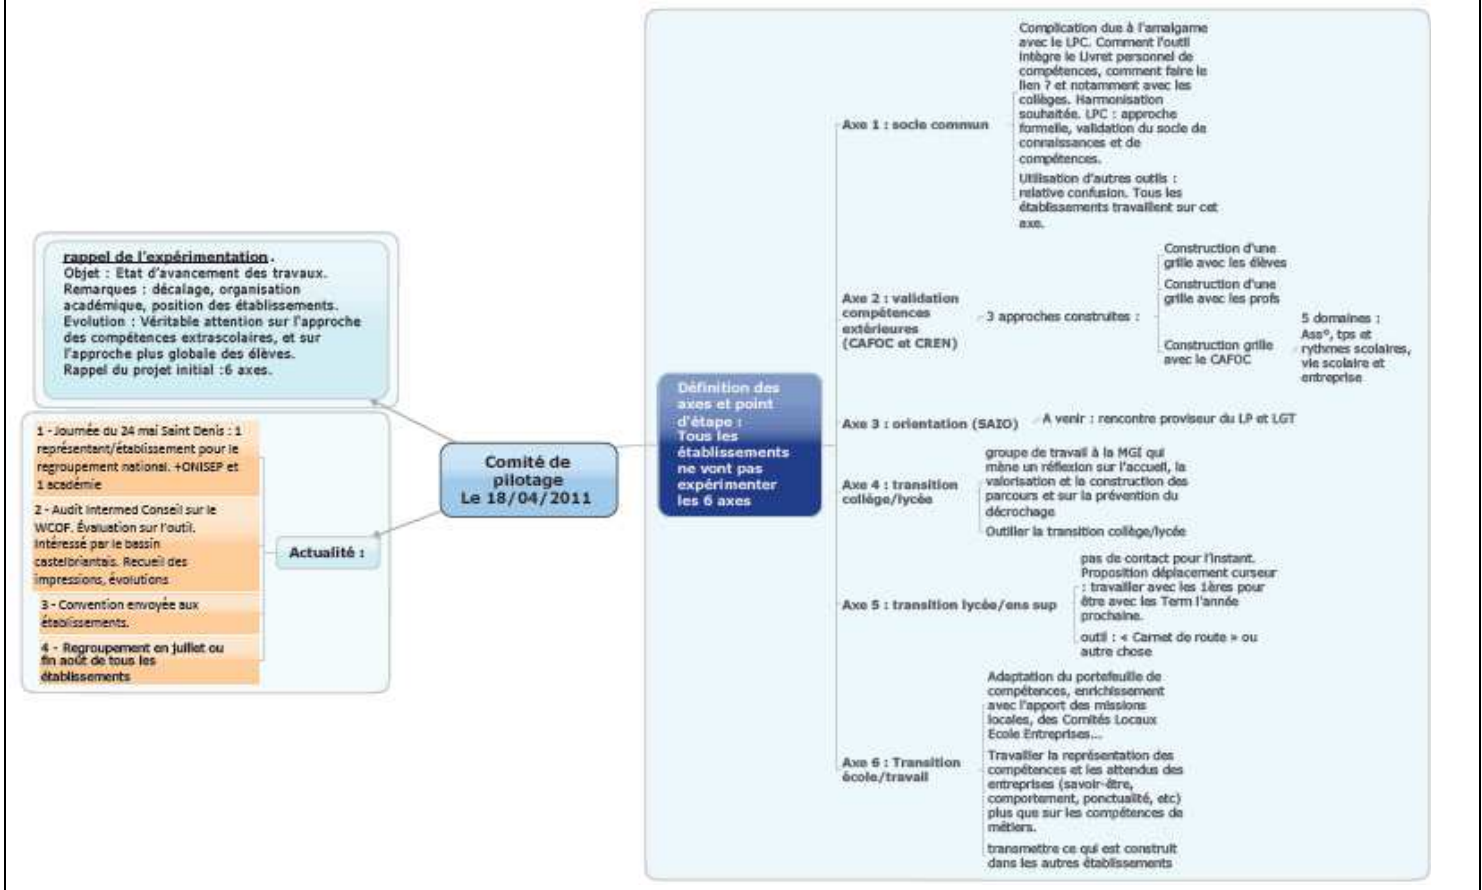 rappel de l'expérimentation.
Objet : Etat d'avancement des travaux.
Remarques : décalage, organisation
académique, position des établissements.
Evolution : Véritable attention sur l'approche
des compétences extrascolaires, et sur
l'approche plus globale des élèves.
Rappel du projet initial :6 axes.
1 - Journée du 24 mai Saint Denis : 1
représentant/établissement pour le
regroupement national. +ONISEP et
1 académie
2 - Audit Intermed Conseil sur le
WCOF. Évaluation sur l'outil.
Intéressé par le bassin
castelbriantais. Recueil des
impressions, évolutions
3 - Convention envoyée aux
établissements.
4 - Regroupement en juillet ou
fin août de tous les
établissements
Actualité :
Comité de
pilotage
Le 18/04/2011
Définition des
axes et point
d'étape :
Tous les
établissements
ne vont pas
expérimenter
les 6 axes
Axe 1 : socle commun
Complication due à l'amalgame
avec le LPC. Comment l'outil
intègre le Livret personnel de
compétences, comment faire le
lien ? et notamment avec les
collèges. Harmonisation
souhaitée. LPC : approche
formelle, validation du socle de
connaissances et de
compétences.
Utilisation d'autres outils :
relative confusion. Tous les
établissements travaillent sur cet
axe.
Axe 2 : validation
compétences
extérieures
(CAFOC et CREN)
3 approches construites :
Construction d'une
grille avec les élèves
Construction d'une
grille avec les profs
Construction grille
avec le CAFOC
5 domaines :
Ass°, tps et
rythmes scolaires,
vie scolaire et
entreprise
Axe 3 : orientation (SAIO)
A venir : rencontre proviseur du LP et LGT
Axe 4 : transition
collège/lycée
groupe de travail à la MGI qui
mène un réflexion sur l'accueil, la
valorisation et la construction des
parcours et sur la prévention du
décrochage
Outiller la transition collège/lycée
Axe 5 : transition lycée/ens sup
pas de contact pour l'instant.
Proposition déplacement curseur
: travailler avec les 1ères pour
être avec les Term l'année
prochaine.
outil : « Carnet de route » ou
autre chose
Axe 6 : Transition
école/travail
Adaptation du portefeuille de
compétences, enrichissement
avec l'apport des missions
locales, des Comités Locaux
Ecole Entreprises...
Travailler la représentation des
compétences et les attendus des
entreprises (savoir-être,
comportement, ponctualité, etc)
plus que sur les compétences de
métiers.
transmettre ce qui est construit
dans les autres établissements